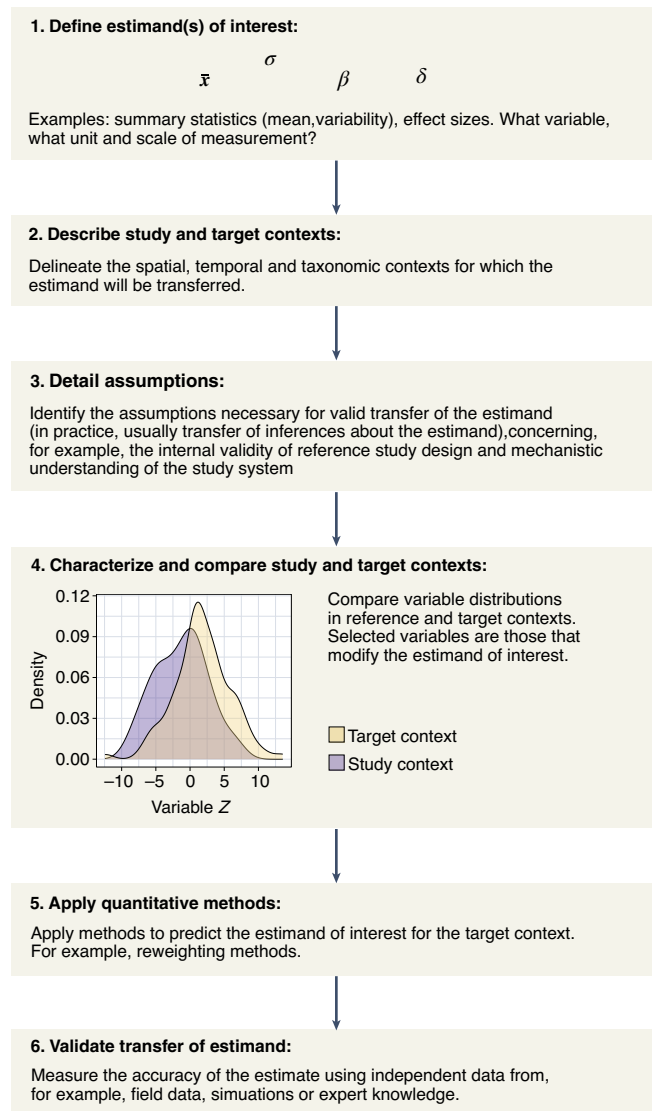 1. Define estimand(s) of interest:
σ
x̄ β δ
Examples: summary statistics (mean,variability), effect sizes. What variable,
what unit and scale of measurement?
2. Describe study and target contexts:
Delineate the spatial, temporal and taxonomic contexts for which the
estimand will be transferred.
3. Detail assumptions:
Identify the assumptions necessary for valid transfer of the estimand
(in practice, usually transfer of inferences about the estimand),concerning,
for example, the internal validity of reference study design and mechanistic
understanding of the study system
4. Characterize and compare study and target contexts:
0.12
0.09
0.06
0.03
0.00
Density
–10 –5 0 5 10
Variable Z
Compare variable distributions
in reference and target contexts.
Selected variables are those that
modify the estimand of interest.
Target context
Study context
5. Apply quantitative methods:
Apply methods to predict the estimand of interest for the target context.
For example, reweighting methods.
6. Validate transfer of estimand:
Measure the accuracy of the estimate using independent data from,
for example, field data, simuations or expert knowledge.